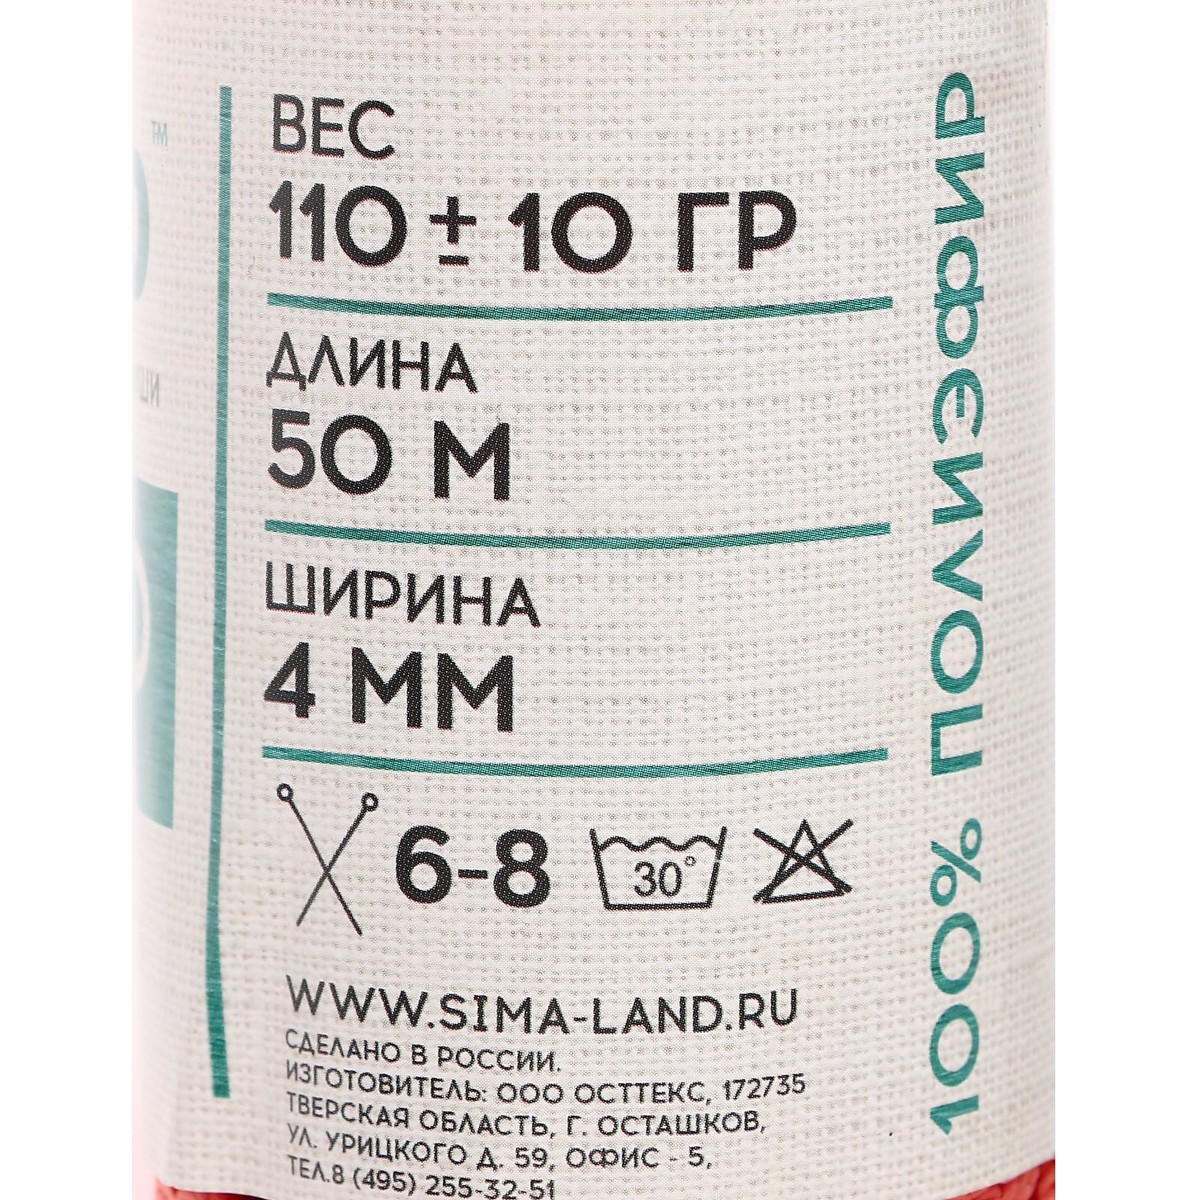 ВЕС
110 ± 10 ГР
ДЛИНА
50 М
ШИРИНА
4 ММ
6-8
30°
WWW.SIMA-LAND.RU
СДЕЛАНО В РОССИИ.
ИЗГОТОВИТЕЛЬ: ООО ОСТТЕКС, 172735
ТВЕРСКАЯ ОБЛАСТЬ, Г. ОСТАШКОВ,
УЛ. УРИЦКОГО Д. 59, ОФИС - 5,
ТЕЛ.8 (495) 255-32-51
100% ПОЛИЭФИР
TM